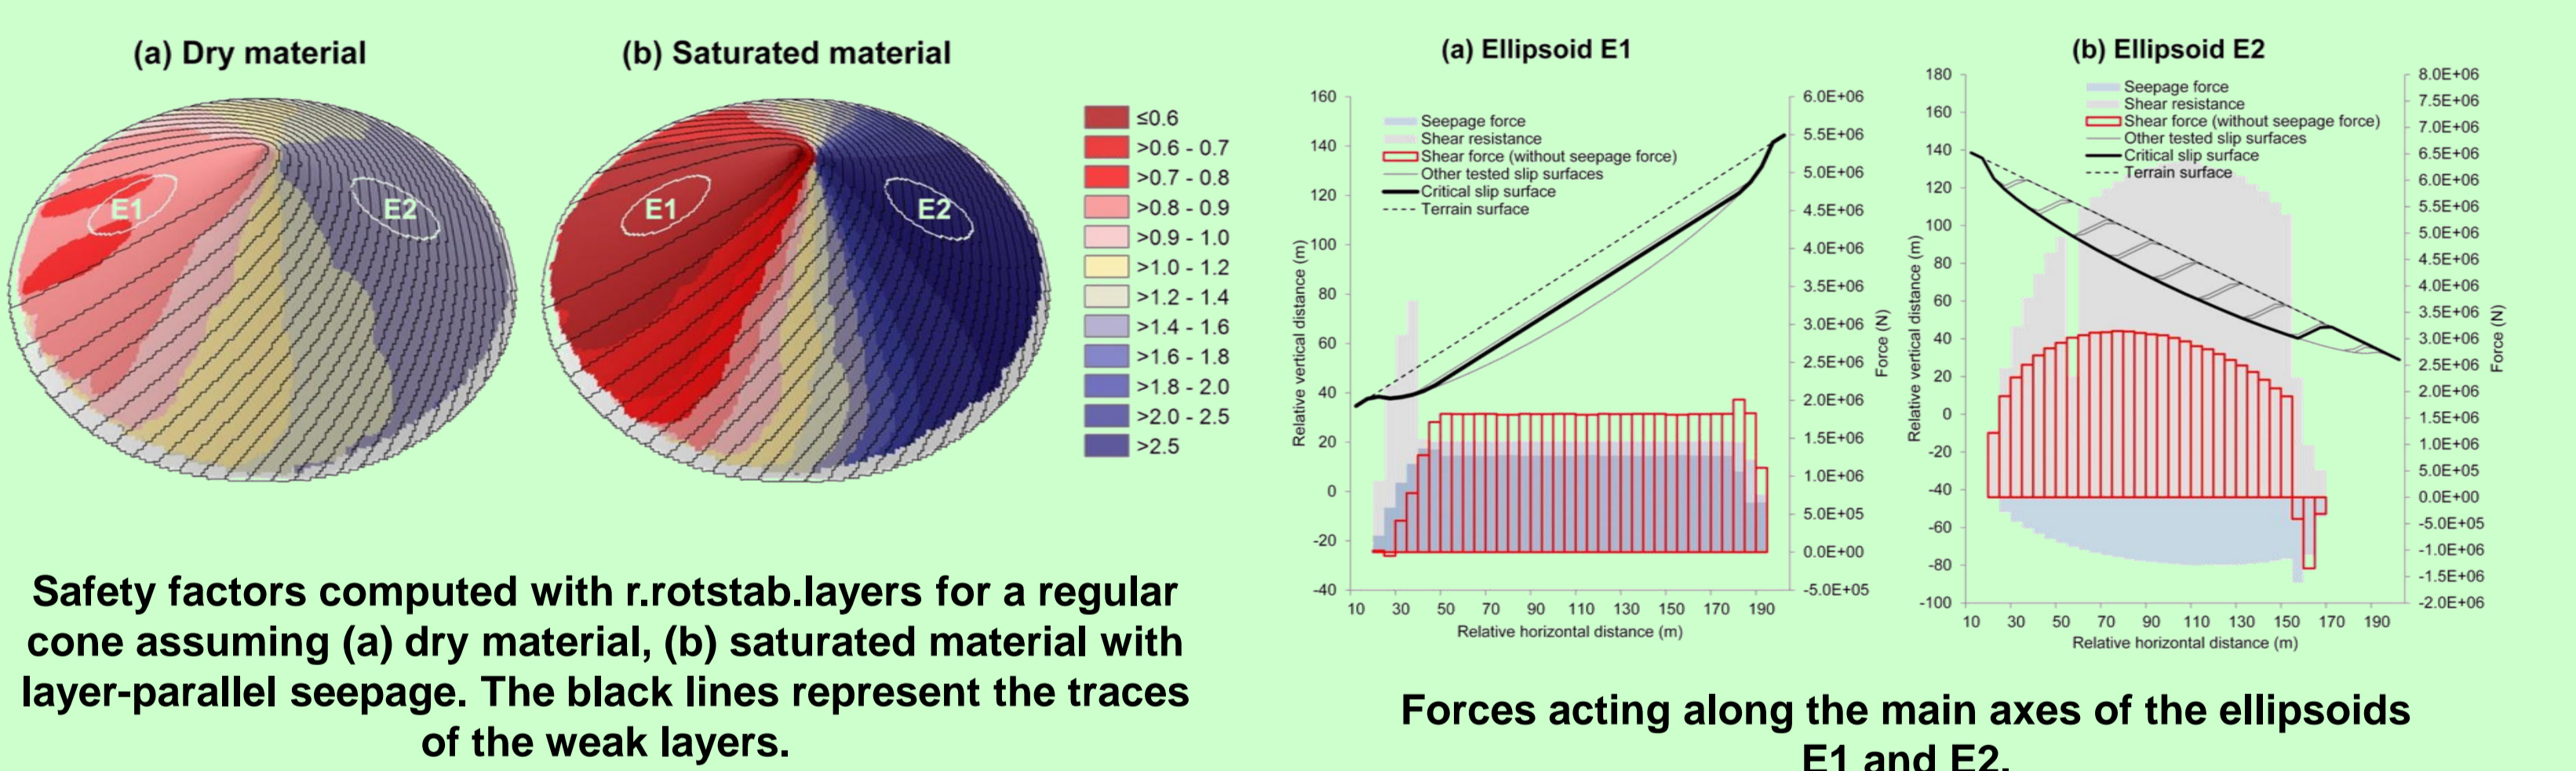 (a) Dry material
(b) Saturated material
E1
E2
E1
E2
≤0.6
>0.6 - 0.7
>0.7 - 0.8
>0.8 - 0.9
>0.9 - 1.0
>1.0 - 1.2
>1.2 - 1.4
>1.4 - 1.6
>1.6 - 1.8
>1.8 - 2.0
>2.0 - 2.5
>2.5
Safety factors computed with r.rotstab.layers for a regular
cone assuming (a) dry material, (b) saturated material with
layer-parallel seepage. The black lines represent the traces
of the weak layers.
(a) Ellipsoid E1
Seepage force
Shear resistance
Shear force (without seepage force)
Other tested slip surfaces
Critical slip surface
Terrain surface
Relative vertical distance (m)
160
140
120
100
80
60
40
20
0
-20
-40
6.0E+06
5.5E+06
5.0E+06
4.5E+06
4.0E+06
3.5E+06
3.0E+06
2.5E+06
2.0E+06
1.5E+06
1.0E+06
5.0E+05
0.0E+00
-5.0E+05
Force (N)
10 30 50 70 90 110 130 150 170 190
Relative horizontal distance (m)
(b) Ellipsoid E2
Seepage force
Shear resistance
Shear force (without seepage force)
Other tested slip surfaces
Critical slip surface
Terrain surface
Relative vertical distance (m)
180
160
140
120
100
80
60
40
20
0
-20
-40
-60
-80
-100
8.0E+06
7.5E+06
7.0E+06
6.5E+06
6.0E+06
5.5E+06
5.0E+06
4.5E+06
4.0E+06
3.5E+06
3.0E+06
2.5E+06
2.0E+06
1.5E+06
1.0E+06
5.0E+05
0.0E+00
-5.0E+05
-1.0E+06
-1.5E+06
-2.0E+06
Force (N)
10 30 50 70 90 110 130 150 170 190
Relative horizontal distance (m)
Forces acting along the main axes of the ellipsoids
E1 and E2.